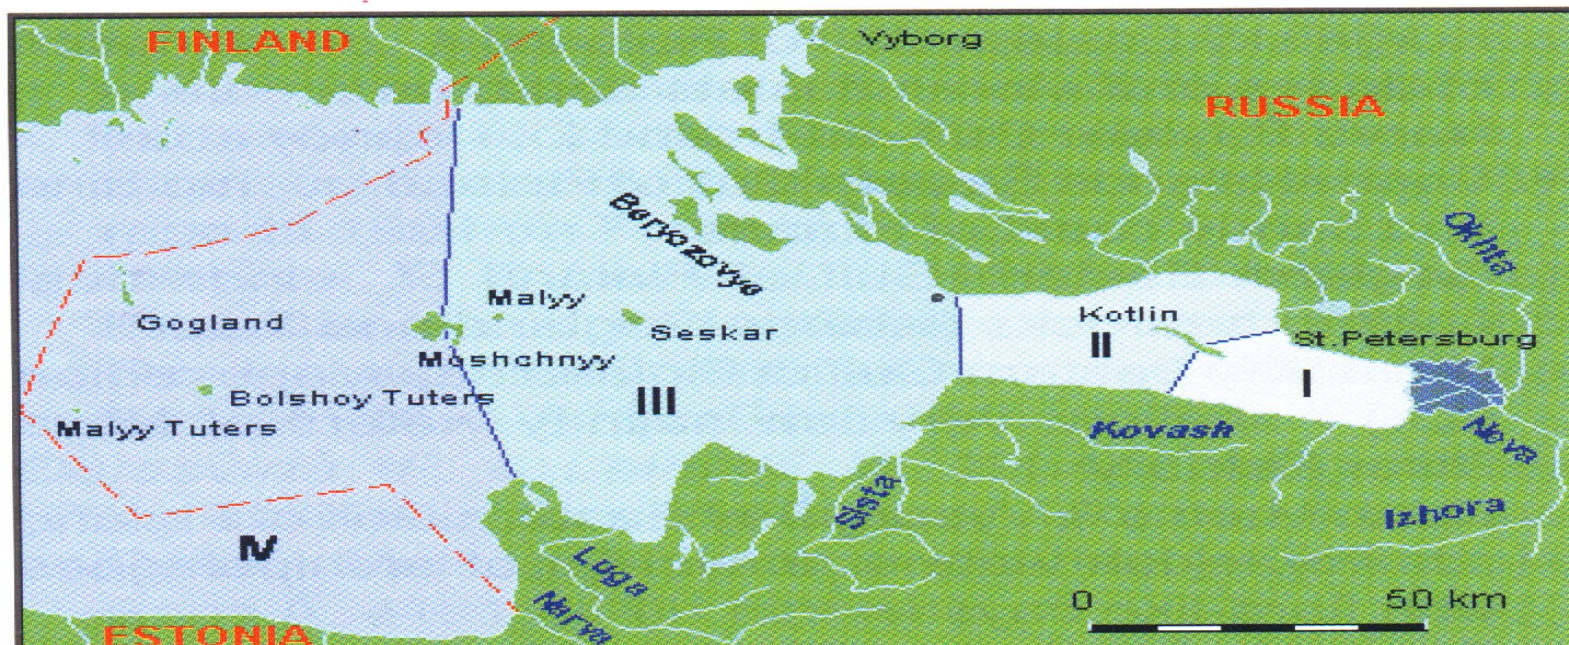 FINLAND
Vyborg
RUSSIA
Beryozovye
Okhta
Malyy
Gogland
Seskar
Kotlin
II
St.Petersburg
Moshchnyy
I
Bolshoy Tuters
III
Malyy Tuters
Kovash
Neva
Sista
Izhora
IV
Luga
Narva
0
50 km
ESTONIA